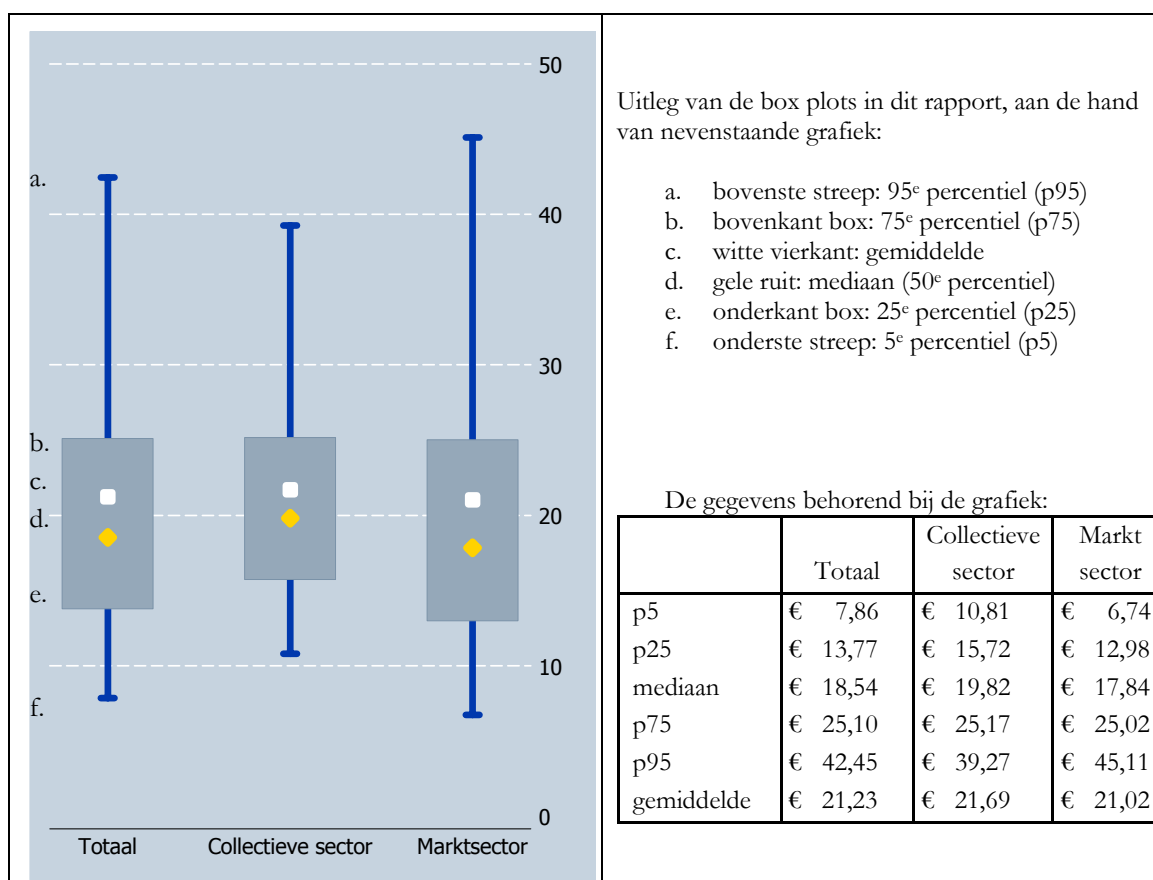 50
40
30
20
10
0
a.
b.
c.
d.
e.
f.
Totaal Collectieve sector Marktsector
Uitleg van de box plots in dit rapport, aan de hand
van nevenstaande grafiek:
a. bovenste streep: 95e percentiel (p95)
b. bovenkant box: 75e percentiel (p75)
c. witte vierkant: gemiddelde
d. gele ruit: mediaan (50e percentiel)
e. onderkant box: 25e percentiel (p25)
f. onderste streep: 5e percentiel (p5)
De gegevens behorend bij de grafiek:
Collectieve Markt
Totaal sector sector
p5 € 7,86 € 10,81 € 6,74
p25 € 13,77 € 15,72 € 12,98
mediaan € 18,54 € 19,82 € 17,84
p75 € 25,10 € 25,17 € 25,02
p95 € 42,45 € 39,27 € 45,11
gemiddelde € 21,23 € 21,69 € 21,02